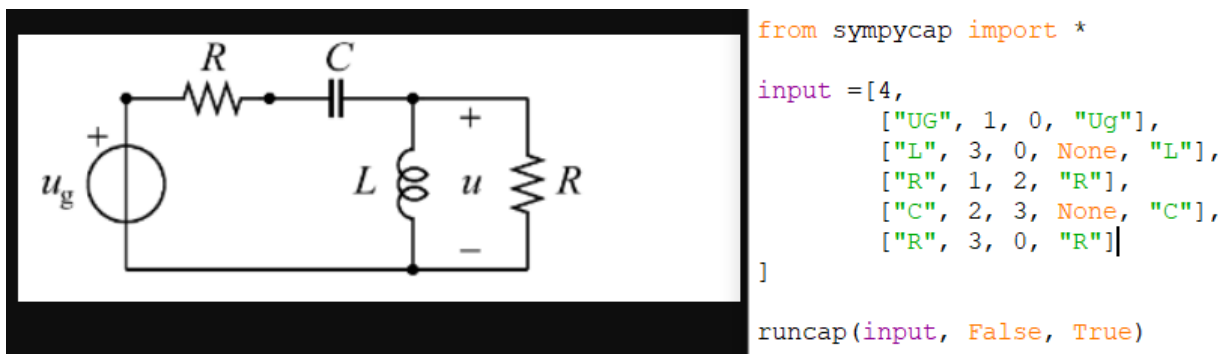 R C
+ +
u_g L u R
−
from sympycap import *
input =[4,
["UG", 1, 0, "Ug"],
["L", 3, 0, None, "L"],
["R", 1, 2, "R"],
["C", 2, 3, None, "C"],
["R", 3, 0, "R"]
]
runcap(input, False, True)